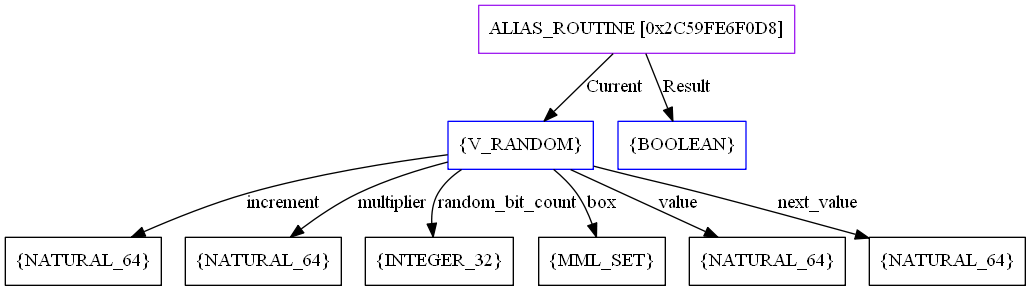 ALIAS_ROUTINE [0x2C59FE6F0D8]
Current
Result
{V_RANDOM}
{BOOLEAN}
increment
multiplier
random_bit_count
box
value
next_value
{NATURAL_64}
{NATURAL_64}
{INTEGER_32}
{MML_SET}
{NATURAL_64}
{NATURAL_64}